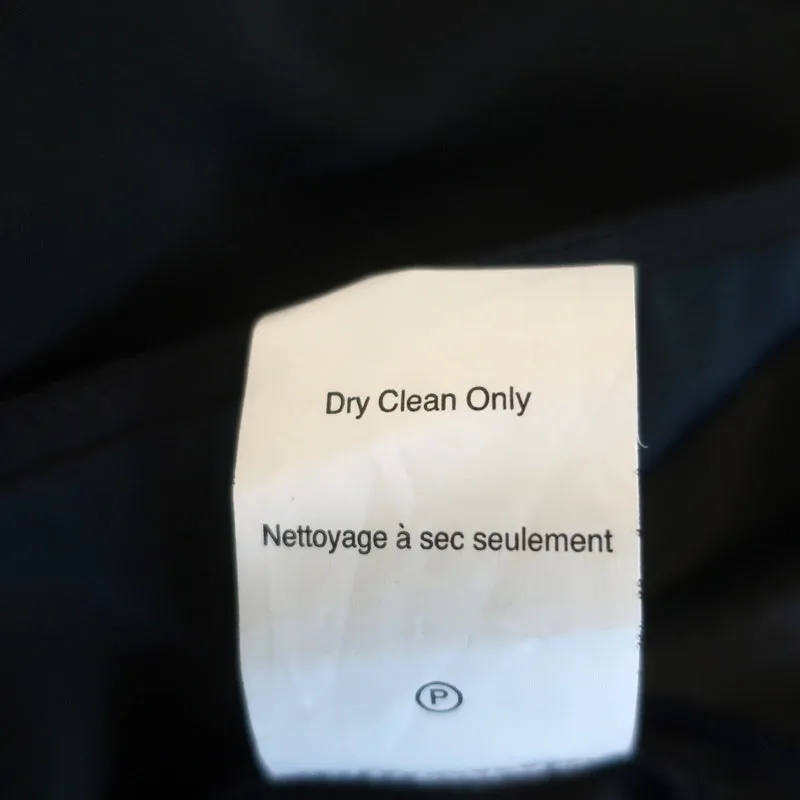 Dry Clean Only
Nettoyage à sec seulement
P